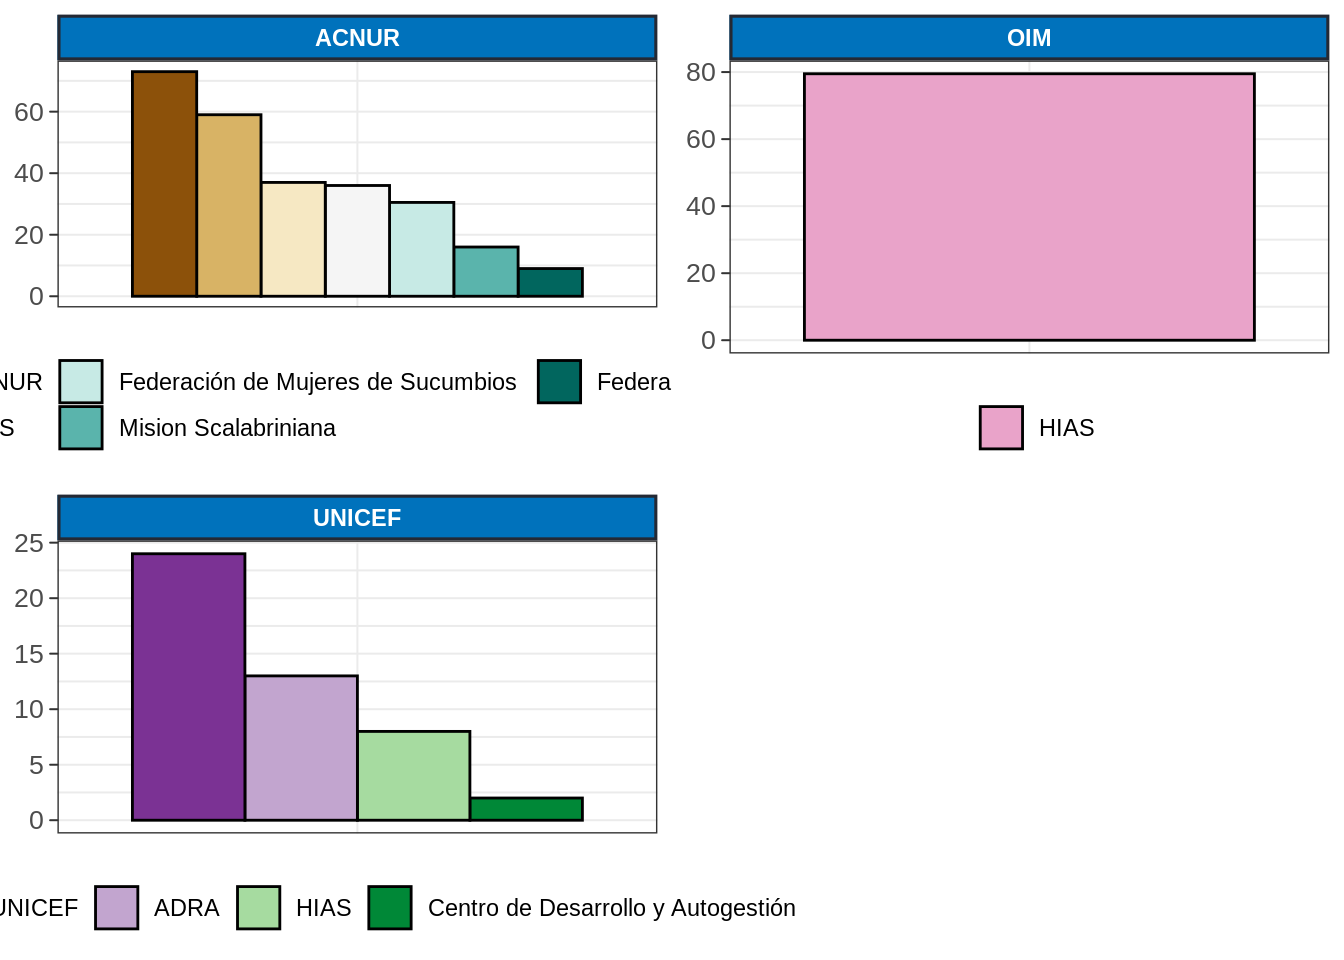 ACNUR
60
40
20
0
NUR Federación de Mujeres de Sucumbios Federa
S Mision Scalabriniana
OIM
80
60
40
20
0
HIAS
UNICEF
25
20
15
10
5
0
UNICEF ADRA HIAS Centro de Desarrollo y Autogestión